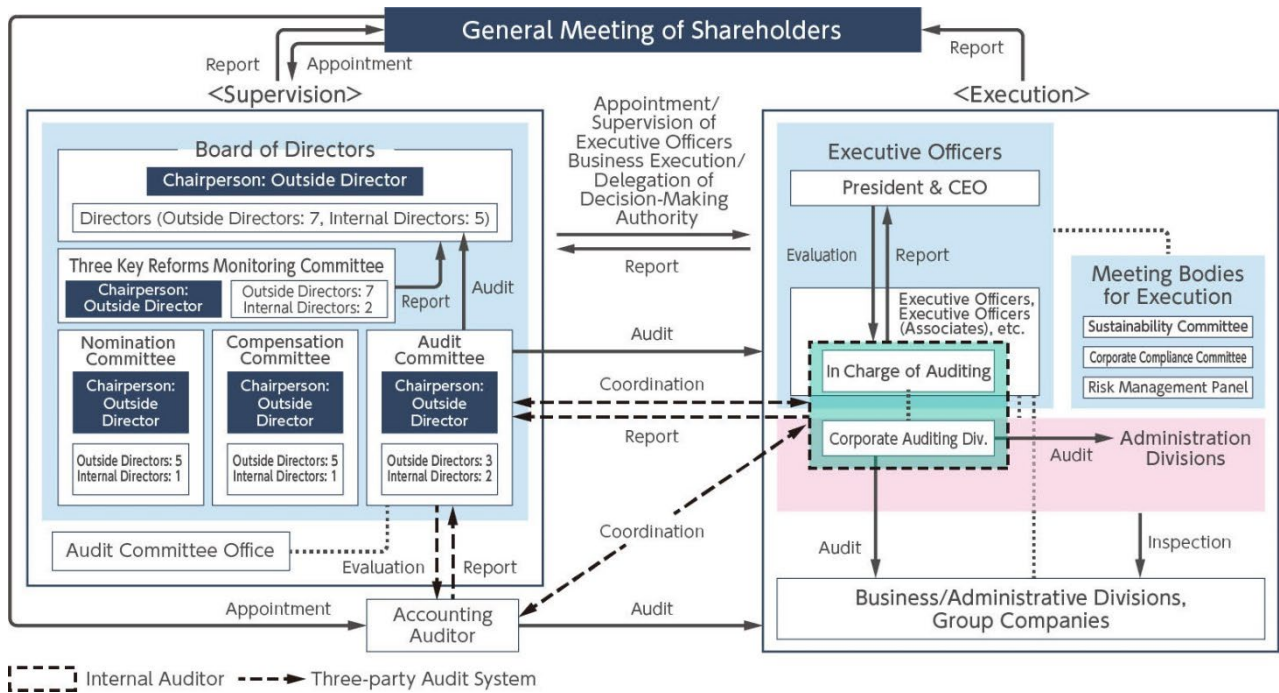 General Meeting of Shareholders
Report
Appointment
Report
<Supervision>
<Execution>
Board of Directors
Chairperson: Outside Director
Directors (Outside Directors: 7, Internal Directors: 5)
Three Key Reforms Monitoring Committee
Chairperson:
Outside Director
Outside Directors: 7
Internal Directors: 2
Report
Audit
Nomination
Committee
Chairperson:
Outside
Director
Outside Directors: 5
Internal Directors: 1
Compensation
Committee
Chairperson:
Outside
Director
Outside Directors: 5
Internal Directors: 1
Audit
Committee
Chairperson:
Outside
Director
Outside Directors: 3
Internal Directors: 2
Audit Committee Office
Evaluation
Report
Appointment
Accounting
Auditor
Audit
Appointment/
Supervision of
Executive Officers
Business Execution/
Delegation of
Decision-Making
Authority
Report
Audit
Coordination
Report
Coordination
Executive Officers
President & CEO
Evaluation
Report
Executive Officers,
Executive Officers
(Associates), etc.
In Charge of Auditing
Corporate Auditing Div.
Audit
Administration
Divisions
Meeting Bodies
for Execution
Sustainability Committee
Corporate Compliance Committee
Risk Management Panel
Audit
Inspection
Business/Administrative Divisions,
Group Companies
Internal Auditor
Three-party Audit System